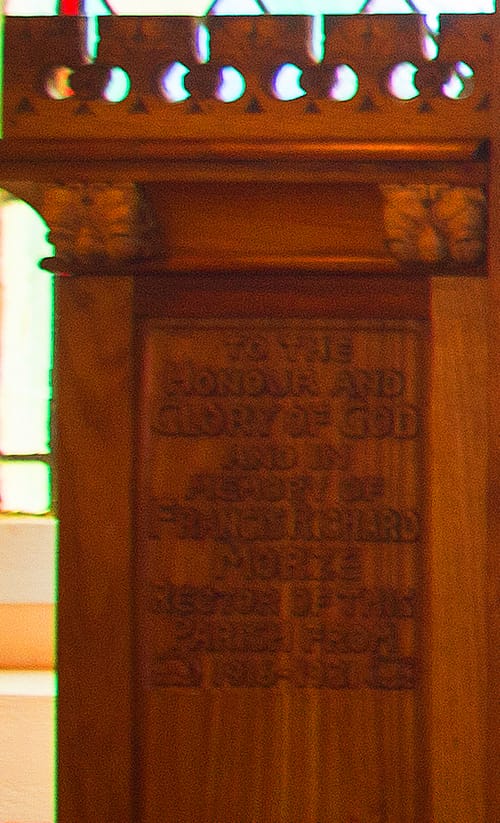 TO THE
HONOUR AND
GLORY OF GOD
AND IN
MEMORY OF
FRANCIS RICHARD
RECTOR OF THIS
PARISH FROM